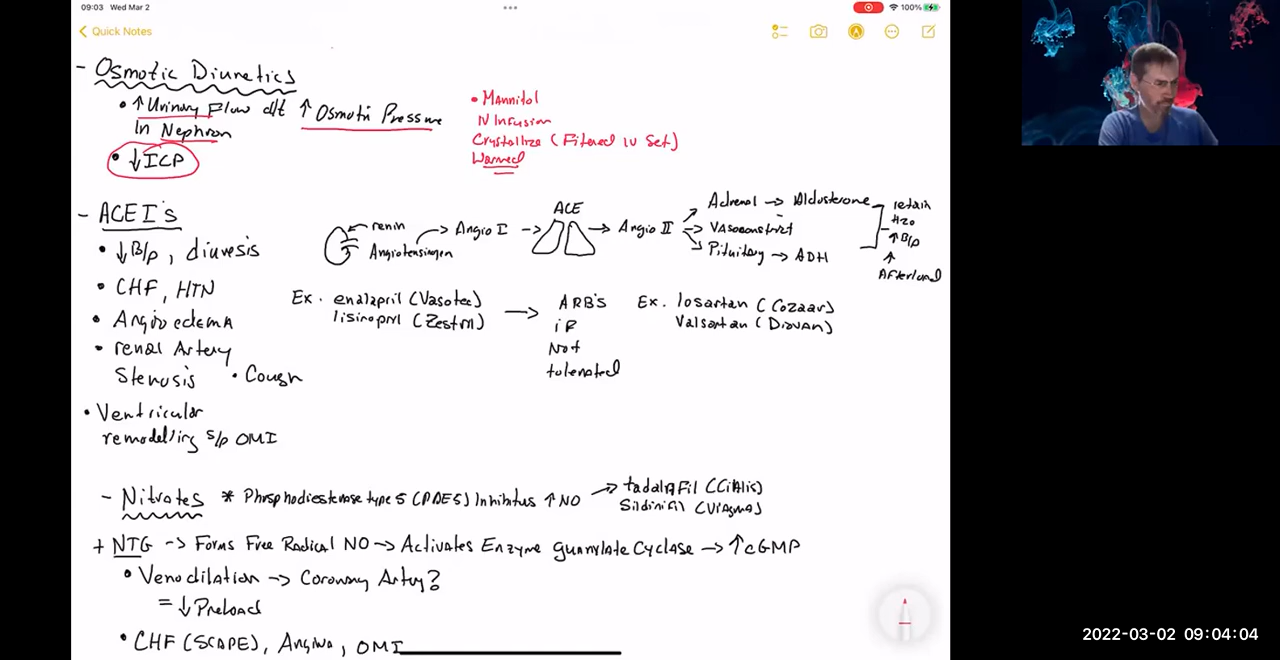 09:03 Wed Mar 2
100%
Quick Notes
- Osmotic Diuretics
• ↑ Urinary Flow d/t ↑ Osmotic Pressure
In Nephron
• ↓ ICP
• Mannitol
IV Infusion
Crystallize (Filtered IV Set)
Warmed
- ACEI's
• ↓ B/p, diuresis
• CHF, HTN
• Angioedema
• renal Artery
Stenosis • Cough
• Ventricular
remodelling s/p OMI
renin
Angiotensinogen
→ Angio I →
ACE
→ Angio II
Adrenal → Aldosterone
→ Vasoconstrict
Pituitary → ADH
retain
H2O
↑ B/p
↑
Afterload
Ex. enalapril (Vasotec)
lisinopril (Zestril)
→ ARB'S
iF
Not
tolerated
Ex. losartan (Cozaar)
Valsartan (Diovan)
- Nitrates * Phosphodiesterase type 5 (PDE5) Inhibitors ↑ NO
→ tadalafil (Cialis)
Sildinifil (Viagra)
+ NTG → Forms Free Radical NO → Activates Enzyme guanylate Cyclase → ↑ cGMP
• Venodilation → Coronary Artery?
= ↓ Preload
• CHF (SCAPE), Angina, OMI
2022-03-02 09:04:04